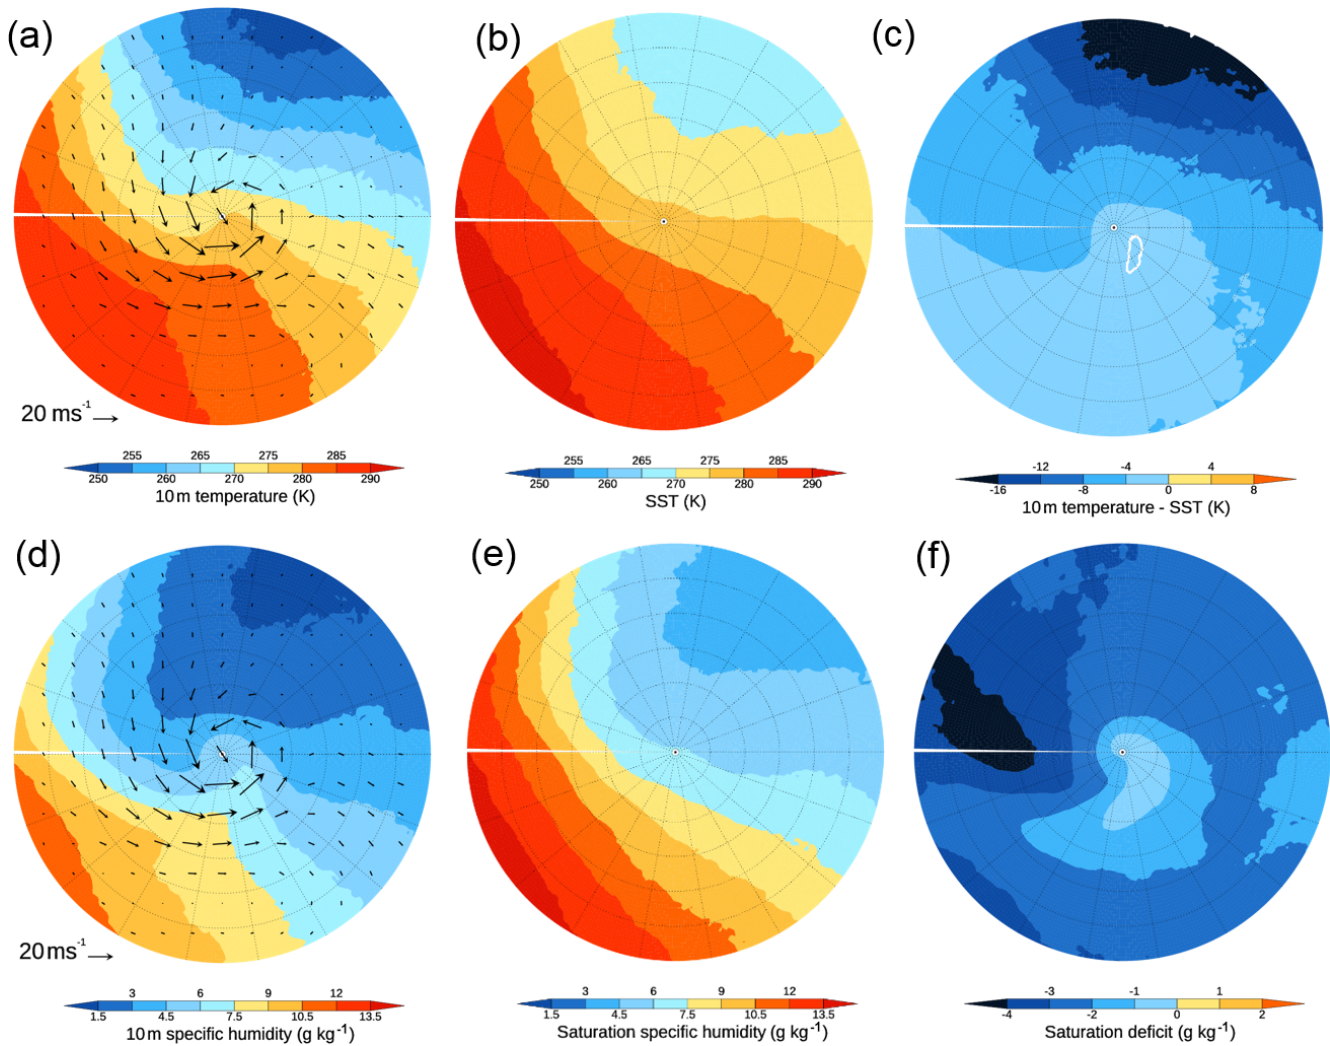 (a)
(b)
(c)
20 ms⁻¹
255 265 275 285
250 260 270 280 290
10 m temperature (K)
255 265 275 285
250 260 270 280 290
SST (K)
-12 -4 4
-16 -8 0 8
10 m temperature - SST (K)
(d)
(e)
(f)
20 ms⁻¹
3 6 9 12
1.5 4.5 7.5 10.5 13.5
10 m specific humidity (g kg⁻¹)
3 6 9 12
1.5 4.5 7.5 10.5 13.5
Saturation specific humidity (g kg⁻¹)
-3 -1 1
-4 -2 0 2
Saturation deficit (g kg⁻¹)